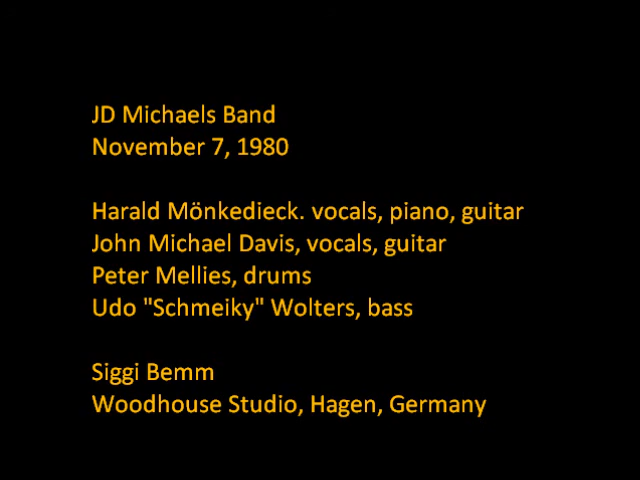 JD Michaels Band
November 7, 1980
Harald Mönkedieck. vocals, piano, guitar
John Michael Davis, vocals, guitar
Peter Mellies, drums
Udo "Schmeiky" Wolters, bass
Siggi Bemm
Woodhouse Studio, Hagen, Germany